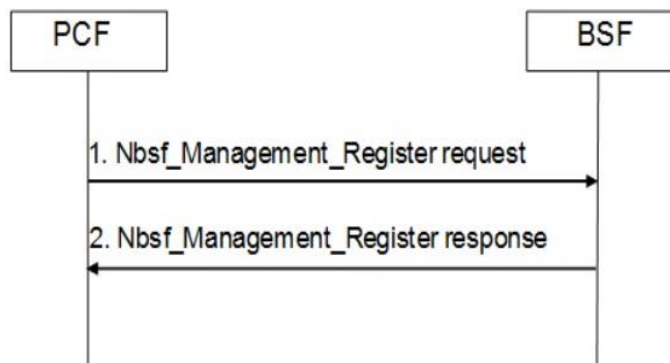 PCF
BSF
1. Nbsf_Management_Register request
2. Nbsf_Management_Register response